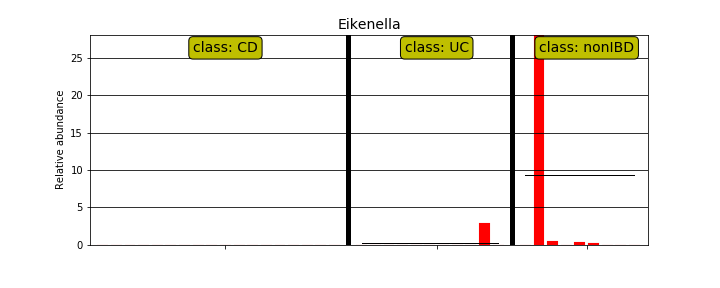 Eikenella
class: CD
class: UC
class: nonIBD
Relative abundance
25
20
15
10
5
0